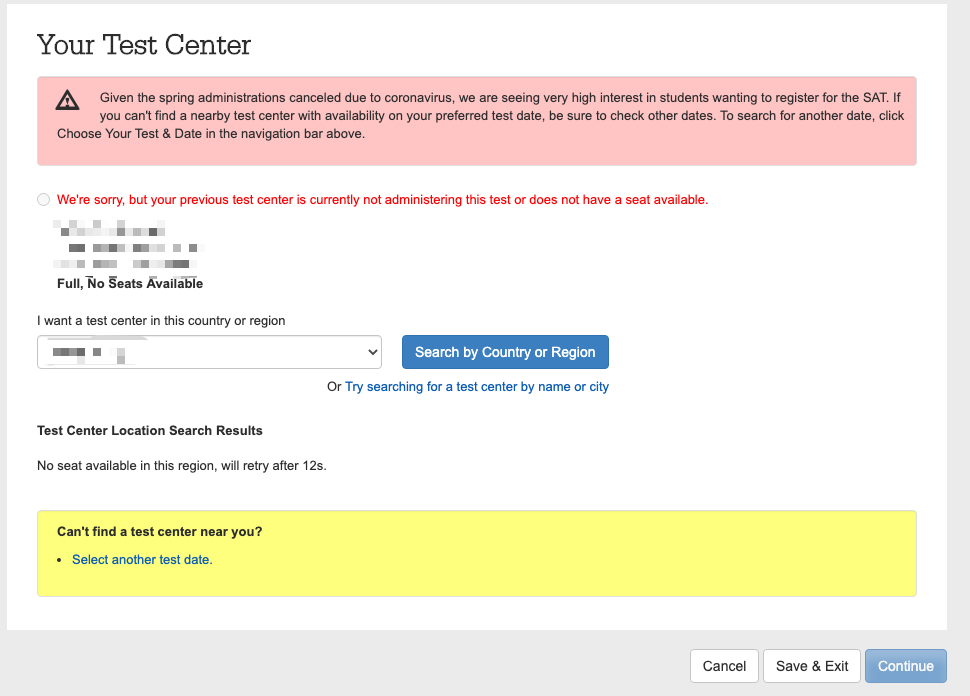 Your Test Center
Given the spring administrations canceled due to coronavirus, we are seeing very high interest in students wanting to register for the SAT. If
you can't find a nearby test center with availability on your preferred test date, be sure to check other dates. To search for another date, click
Choose Your Test & Date in the navigation bar above.
We're sorry, but your previous test center is currently not administering this test or does not have a seat available.
Full, No Seats Available
I want a test center in this country or region
Search by Country or Region
Or Try searching for a test center by name or city
Test Center Location Search Results
No seat available in this region, will retry after 12s.
Can't find a test center near you?
• Select another test date.
Cancel Save & Exit Continue